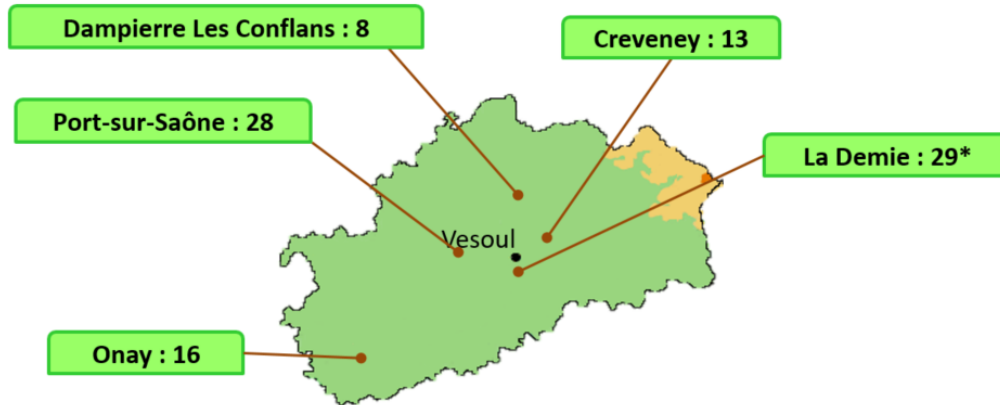 Dampierre Les Conflans : 8
Creveney : 13
Port-sur-Saône : 28
La Demie : 29*
Vesoul
Onay : 16